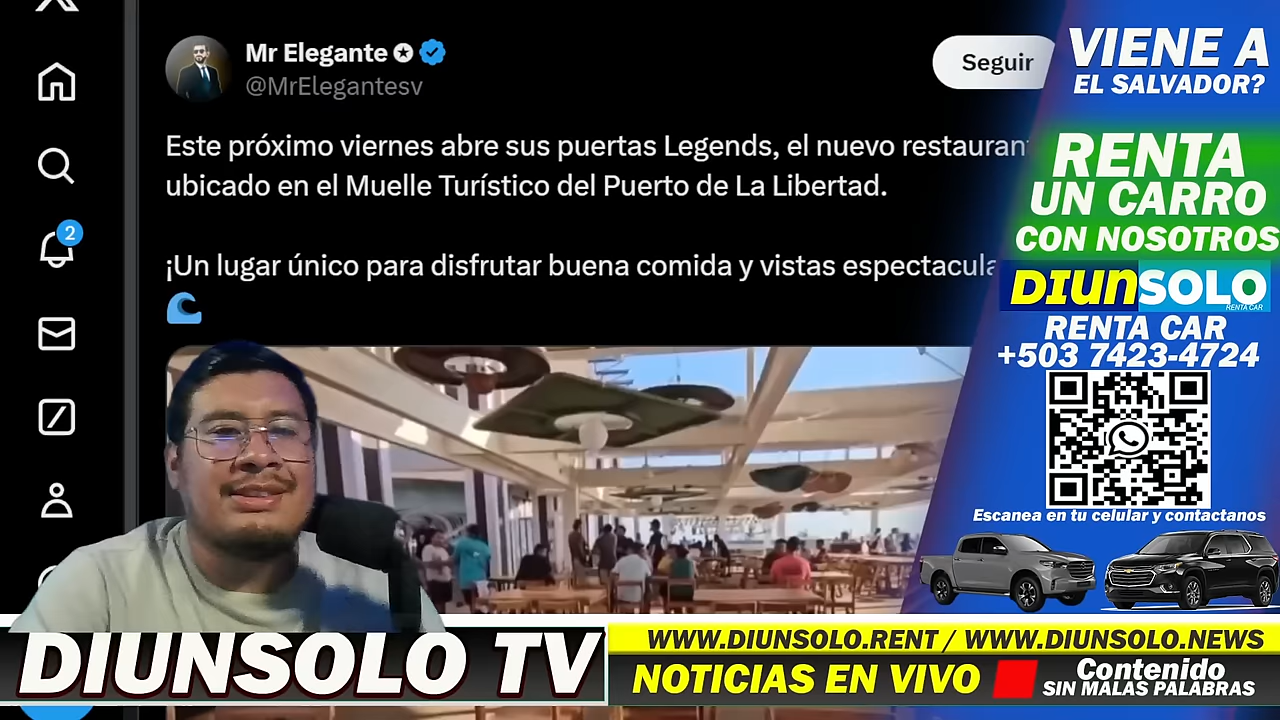 Mr Elegante
@MrElegantesv
Seguir
2
Este próximo viernes abre sus puertas Legends, el nuevo
ubicado en el Muelle Turístico del Puerto de La Libertad.
¡Un lugar único para disfrutar buena comida y vistas
VIENE A
EL SALVADOR?
RENTA
UN CARRO
CON NOSOTROS
DIUNSOLO
RENTA CAR
RENTA CAR
+503 7423-4724
Escanea en tu celular y contactanos
DIUNSOLO TV
WWW.DIUNSOLO.RENT / WWW.DIUNSOLO.NEWS
NOTICIAS EN VIVO
Contenido
SIN MALAS PALABRAS